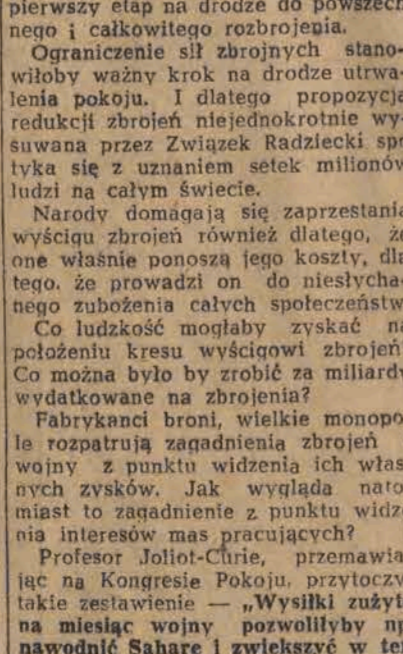 pierwszy etap na drodze do powszech
nego i całkowitego rozbrojenia.
Ograniczenie sił zbrojnych stano-
wiłoby ważny krok na drodze utrwa-
lenia pokoju. I dlatego propozycja
redukcji zbrojeń niejednokrotnie wy-
suwana przez Związek Radziecki spo
tyka się z uznaniem setek milionów
ludzi na całym świecie.
Narody domagają się zaprzestania
wyścigu zbrojeń również dlatego, że
one właśnie ponoszą jego koszty, dla
tego, że prowadzi on do niesłycha-
nego zubożenia całych społeczeństw
Co ludzkość mogłaby zyskać na
położeniu kresu wyścigowi zbrojeń
Co można było by zrobić za miliardy
wydatkowane na zbrojenia?
Fabrykanci broni, wielkie monopo
le rozpatrują zagadnienia zbrojeń
wojny z punktu widzenia ich włas
nych zysków. Jak wygląda nato
miast to zagadnienie z punktu widze
nia interesów mas pracujących?
Profesor Joliot-Curie, przemawia
jąc na Kongresie Pokoju, przytoczy
takie zestawienie — „Wysiłki zużyt
na miesiąc wojny pozwoliłyby np
nawodnić Saharę i zwiększyć w te